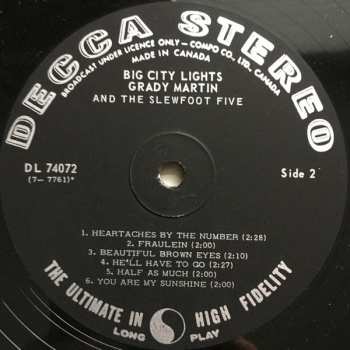 DECCA STEREO
BROADCAST UNDER LICENCE ONLY - COMPO CO., LTD., CANADA
MADE IN CANADA
BIG CITY LIGHTS
GRADY MARTIN
AND THE SLEWFOOT FIVE
DL 74072
(7-7761)*
Side 2
1. HEARTACHES BY THE NUMBER (2:28)
2. FRAULEIN (2:00)
3. BEAUTIFUL BROWN EYES (2:10)
4. HE'LL HAVE TO GO (2:27)
5. HALF AS MUCH (2:00)
6. YOU ARE MY SUNSHINE (2:00)
THE ULTIMATE IN HIGH FIDELITY
LONG PLAY